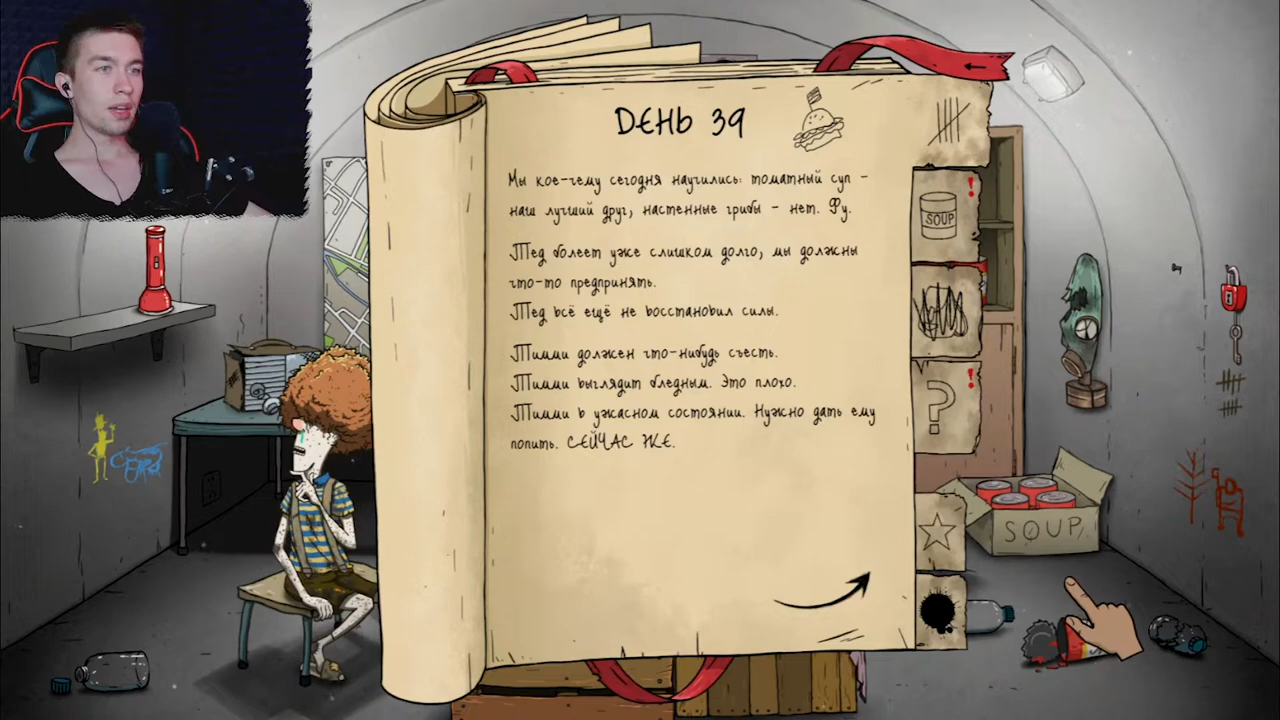 ДЕНЬ 39
Мы кое-чему сегодня научились: томатный суп -
наш лучший друг, настенные грибы - нет. Фу.
Тед болеет уже слишком долго, мы должны
что-то предпринять.
Тед всё ещё не восстановил силы.
Тимми должен что-нибудь съесть.
Тимми выглядит бледным. Это плохо.
Тимми в ужасном состоянии. Нужно дать ему
попить. СЕЙЧАС ЖЕ.
!
SOUP
!
?
SOUP